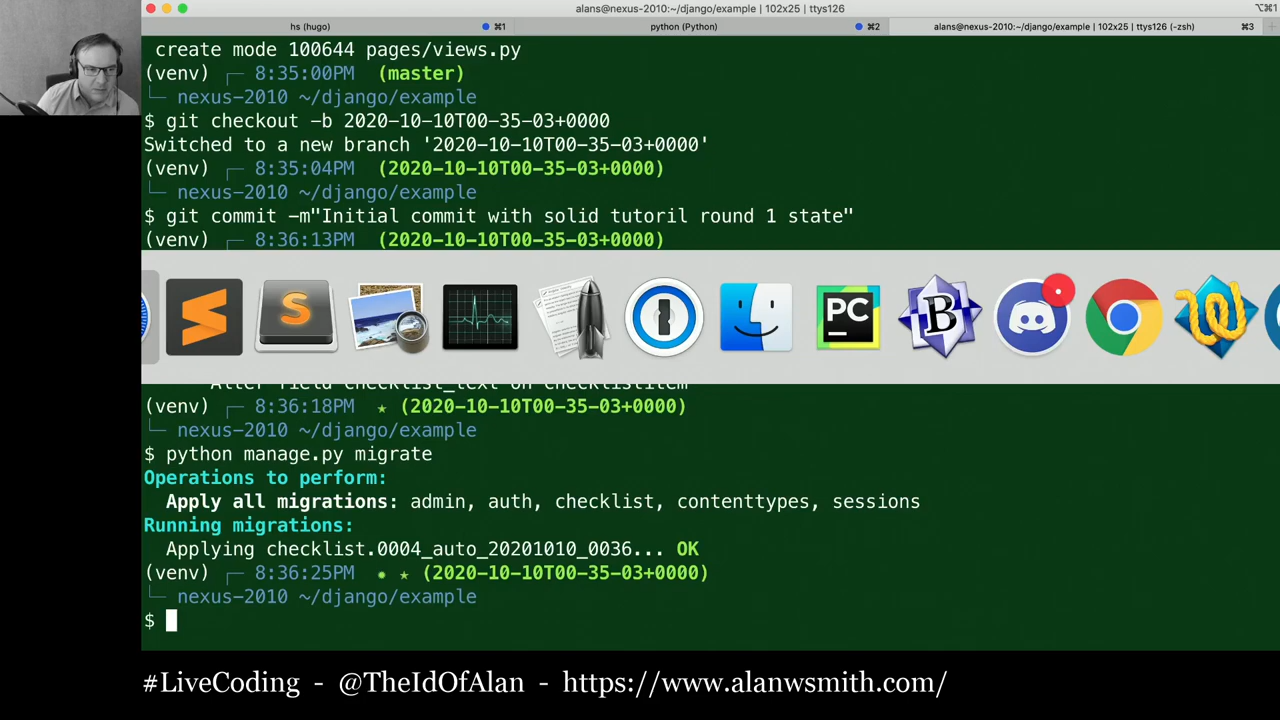 alans@nexus-2010:~/django/example | 102x25 | ttys126
⌥⌘1
hs (hugo)
⌘1
python (Python)
⌘2
alans@nexus-2010:~/django/example | 102x25 | ttys126 (-zsh)
⌘3
create mode 100644 pages/views.py
(venv) ┌─ 8:35:00PM (master)
└─ nexus-2010 ~/django/example
$ git checkout -b 2020-10-10T00-35-03+0000
Switched to a new branch '2020-10-10T00-35-03+0000'
(venv) ┌─ 8:35:04PM (2020-10-10T00-35-03+0000)
└─ nexus-2010 ~/django/example
$ git commit -m"Initial commit with solid tutoril round 1 state"
(venv) ┌─ 8:36:13PM (2020-10-10T00-35-03+0000)
S
PC
B
Alter field checklist_text on checklistitem
(venv) ┌─ 8:36:18PM ★ (2020-10-10T00-35-03+0000)
└─ nexus-2010 ~/django/example
$ python manage.py migrate
Operations to perform:
Apply all migrations: admin, auth, checklist, contenttypes, sessions
Running migrations:
Applying checklist.0004_auto_20201010_0036... OK
(venv) ┌─ 8:36:25PM ✹ ★ (2020-10-10T00-35-03+0000)
└─ nexus-2010 ~/django/example
$
#LiveCoding - @TheIdOfAlan - https://www.alanwsmith.com/